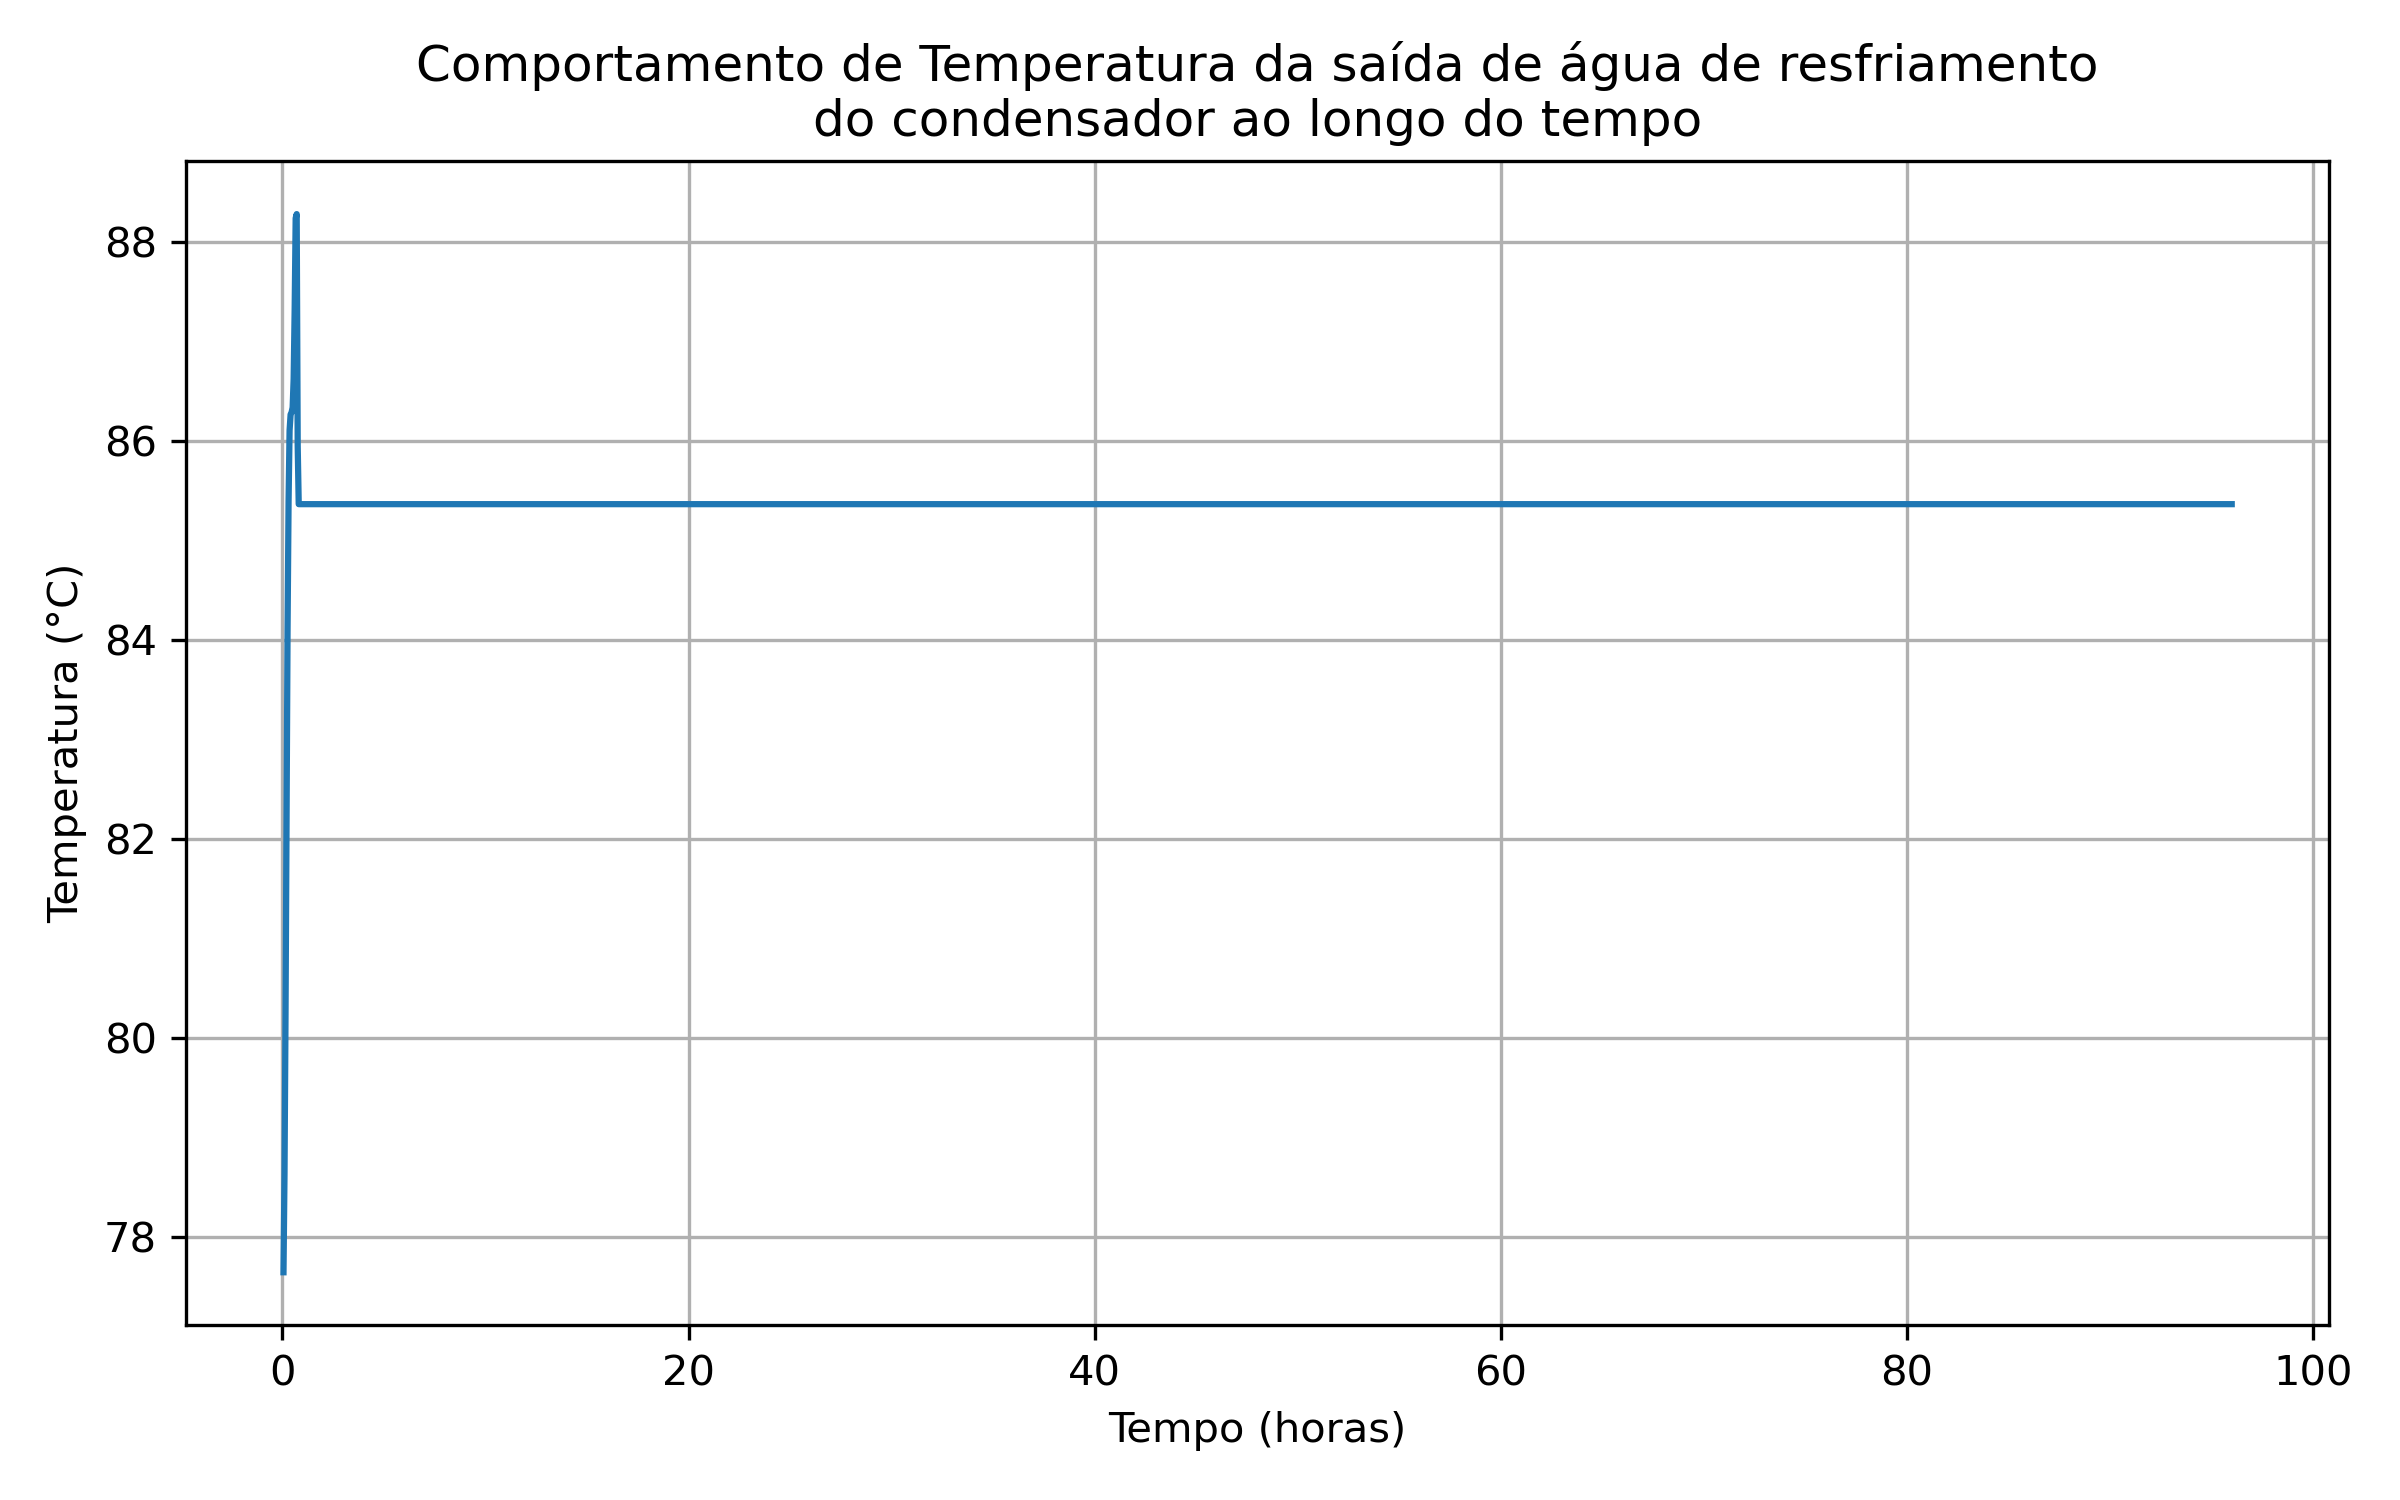 Comportamento de Temperatura da saída de água de resfriamento
do condensador ao longo do tempo
88
86
84
82
80
78
Temperatura (°C)
0 20 40 60 80 100
Tempo (horas)